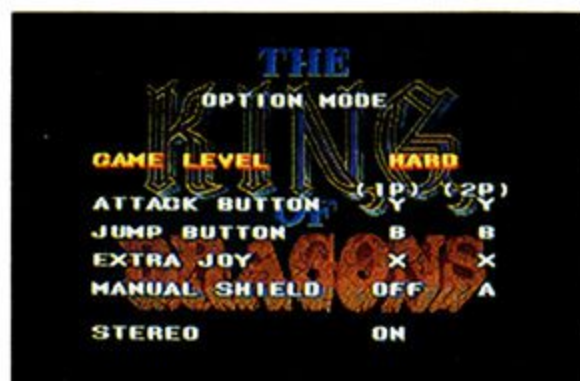 THE
OPTION MODE
KING
GAME LEVEL HARD
(1P) (2P)
ATTACK BUTTON Y Y
OF
JUMP BUTTON B B
EXTRA JOY X X
DRAGONS
MANUAL SHIELD OFF A
STEREO ON